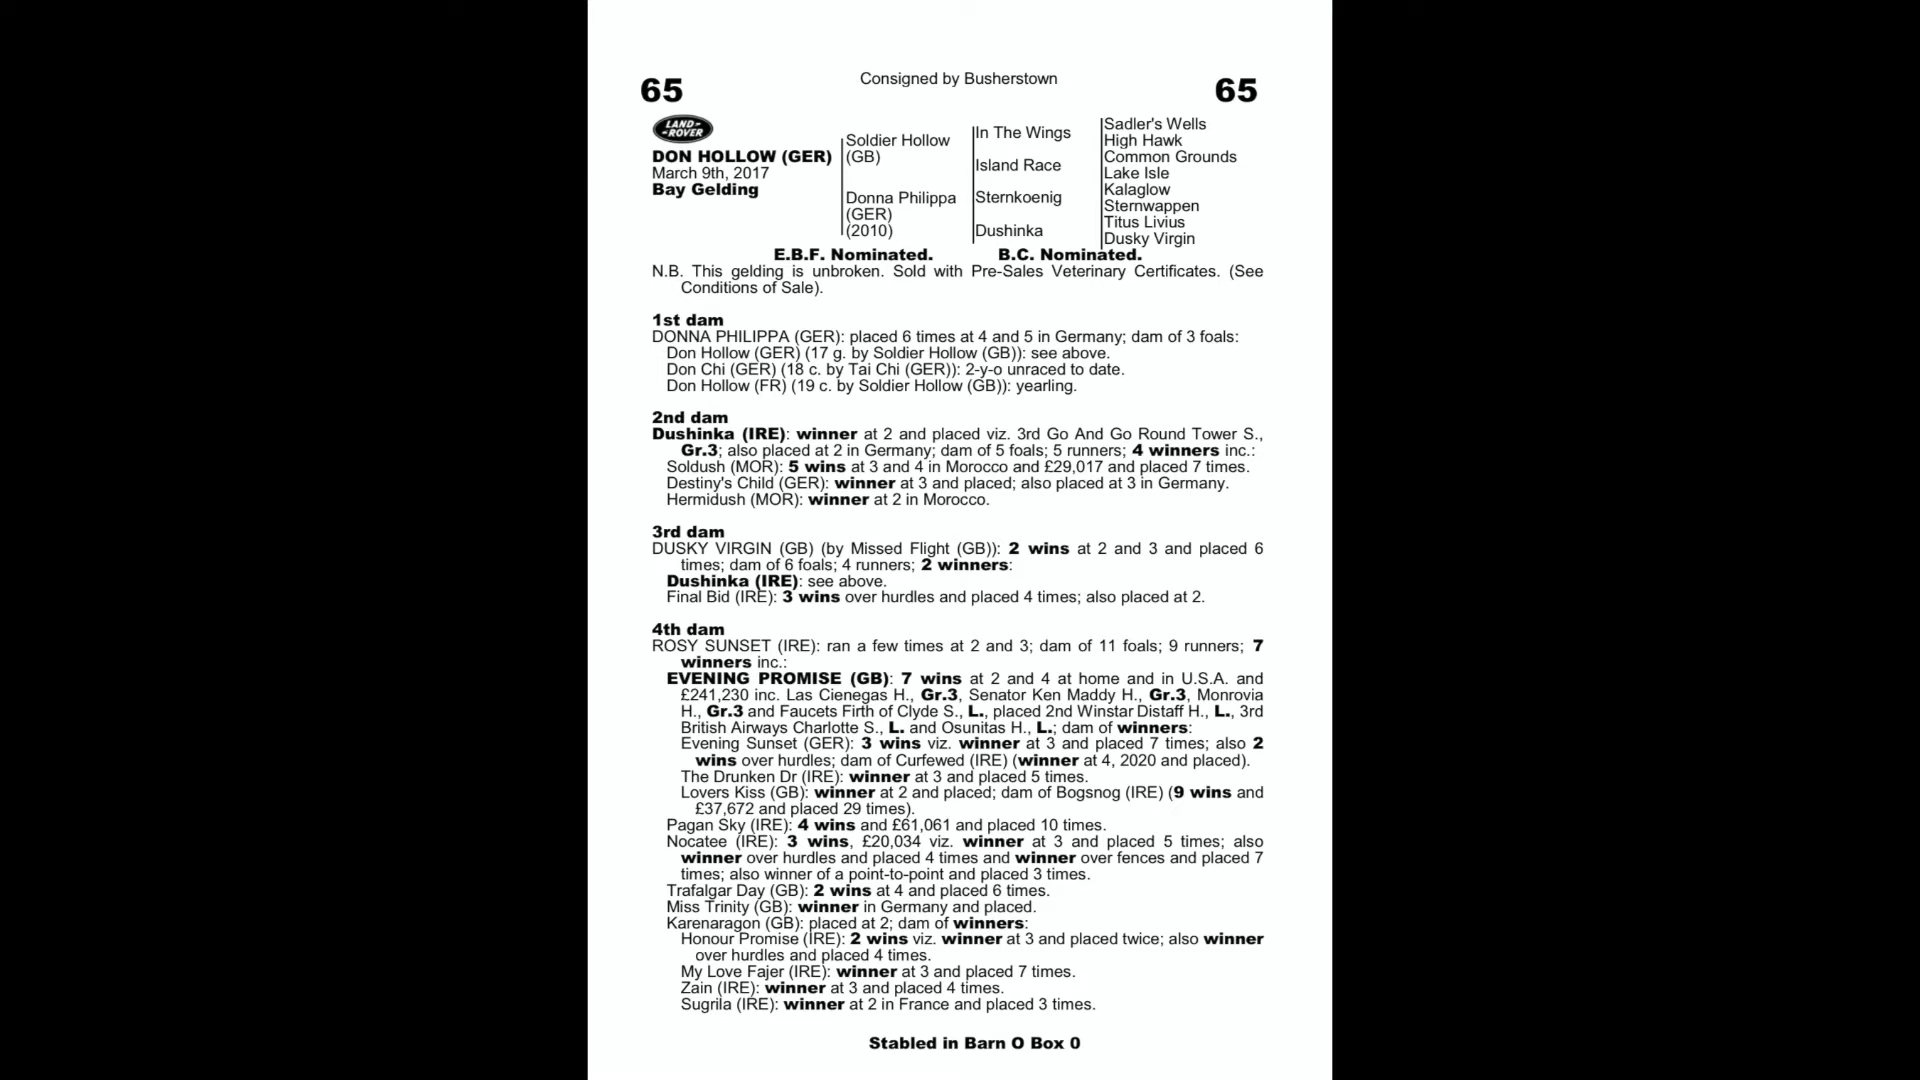 65
Consigned by Busherstown
65
LAND-
-ROVER
DON HOLLOW (GER)
March 9th, 2017
Bay Gelding
Soldier Hollow
(GB)
Donna Philippa
(GER)
(2010)
In The Wings
Island Race
Sternkoenig
Dushinka
Sadler's Wells
High Hawk
Common Grounds
Lake Isle
Kalaglow
Sternwappen
Titus Livius
Dusky Virgin
E.B.F. Nominated. B.C. Nominated.
N.B. This gelding is unbroken. Sold with Pre-Sales Veterinary Certificates. (See
Conditions of Sale).
1st dam
DONNA PHILIPPA (GER): placed 6 times at 4 and 5 in Germany; dam of 3 foals:
Don Hollow (GER) (17 g. by Soldier Hollow (GB)): see above.
Don Chi (GER) (18 c. by Tai Chi (GER)): 2-y-o unraced to date.
Don Hollow (FR) (19 c. by Soldier Hollow (GB)): yearling.
2nd dam
Dushinka (IRE): winner at 2 and placed viz. 3rd Go And Go Round Tower S.,
Gr.3; also placed at 2 in Germany; dam of 5 foals; 5 runners; 4 winners inc.:
Soldush (MOR): 5 wins at 3 and 4 in Morocco and £29,017 and placed 7 times.
Destiny's Child (GER): winner at 3 and placed; also placed at 3 in Germany.
Hermidush (MOR): winner at 2 in Morocco.
3rd dam
DUSKY VIRGIN (GB) (by Missed Flight (GB)): 2 wins at 2 and 3 and placed 6
times; dam of 6 foals; 4 runners; 2 winners:
Dushinka (IRE): see above.
Final Bid (IRE): 3 wins over hurdles and placed 4 times; also placed at 2.
4th dam
ROSY SUNSET (IRE): ran a few times at 2 and 3; dam of 11 foals; 9 runners; 7
winners inc.:
EVENING PROMISE (GB): 7 wins at 2 and 4 at home and in U.S.A. and
£241,230 inc. Las Cienegas H., Gr.3, Senator Ken Maddy H., Gr.3, Monrovia
H., Gr.3 and Faucets Firth of Clyde S., L., placed 2nd Winstar Distaff H., L., 3rd
British Airways Charlotte S., L. and Osunitas H., L.; dam of winners:
Evening Sunset (GER): 3 wins viz. winner at 3 and placed 7 times; also 2
wins over hurdles; dam of Curfewed (IRE) (winner at 4, 2020 and placed).
The Drunken Dr (IRE): winner at 3 and placed 5 times.
Lovers Kiss (GB): winner at 2 and placed; dam of Bogsnog (IRE) (9 wins and
£37,672 and placed 29 times).
Pagan Sky (IRE): 4 wins and £61,061 and placed 10 times.
Nocatee (IRE): 3 wins, £20,034 viz. winner at 3 and placed 5 times; also
winner over hurdles and placed 4 times and winner over fences and placed 7
times; also winner of a point-to-point and placed 3 times.
Trafalgar Day (GB): 2 wins at 4 and placed 6 times.
Miss Trinity (GB): winner in Germany and placed.
Karenaragon (GB): placed at 2; dam of winners:
Honour Promise (IRE): 2 wins viz. winner at 3 and placed twice; also winner
over hurdles and placed 4 times.
My Love Fajer (IRE): winner at 3 and placed 7 times.
Zain (IRE): winner at 3 and placed 4 times.
Sugrila (IRE): winner at 2 in France and placed 3 times.
Stabled in Barn O Box 0